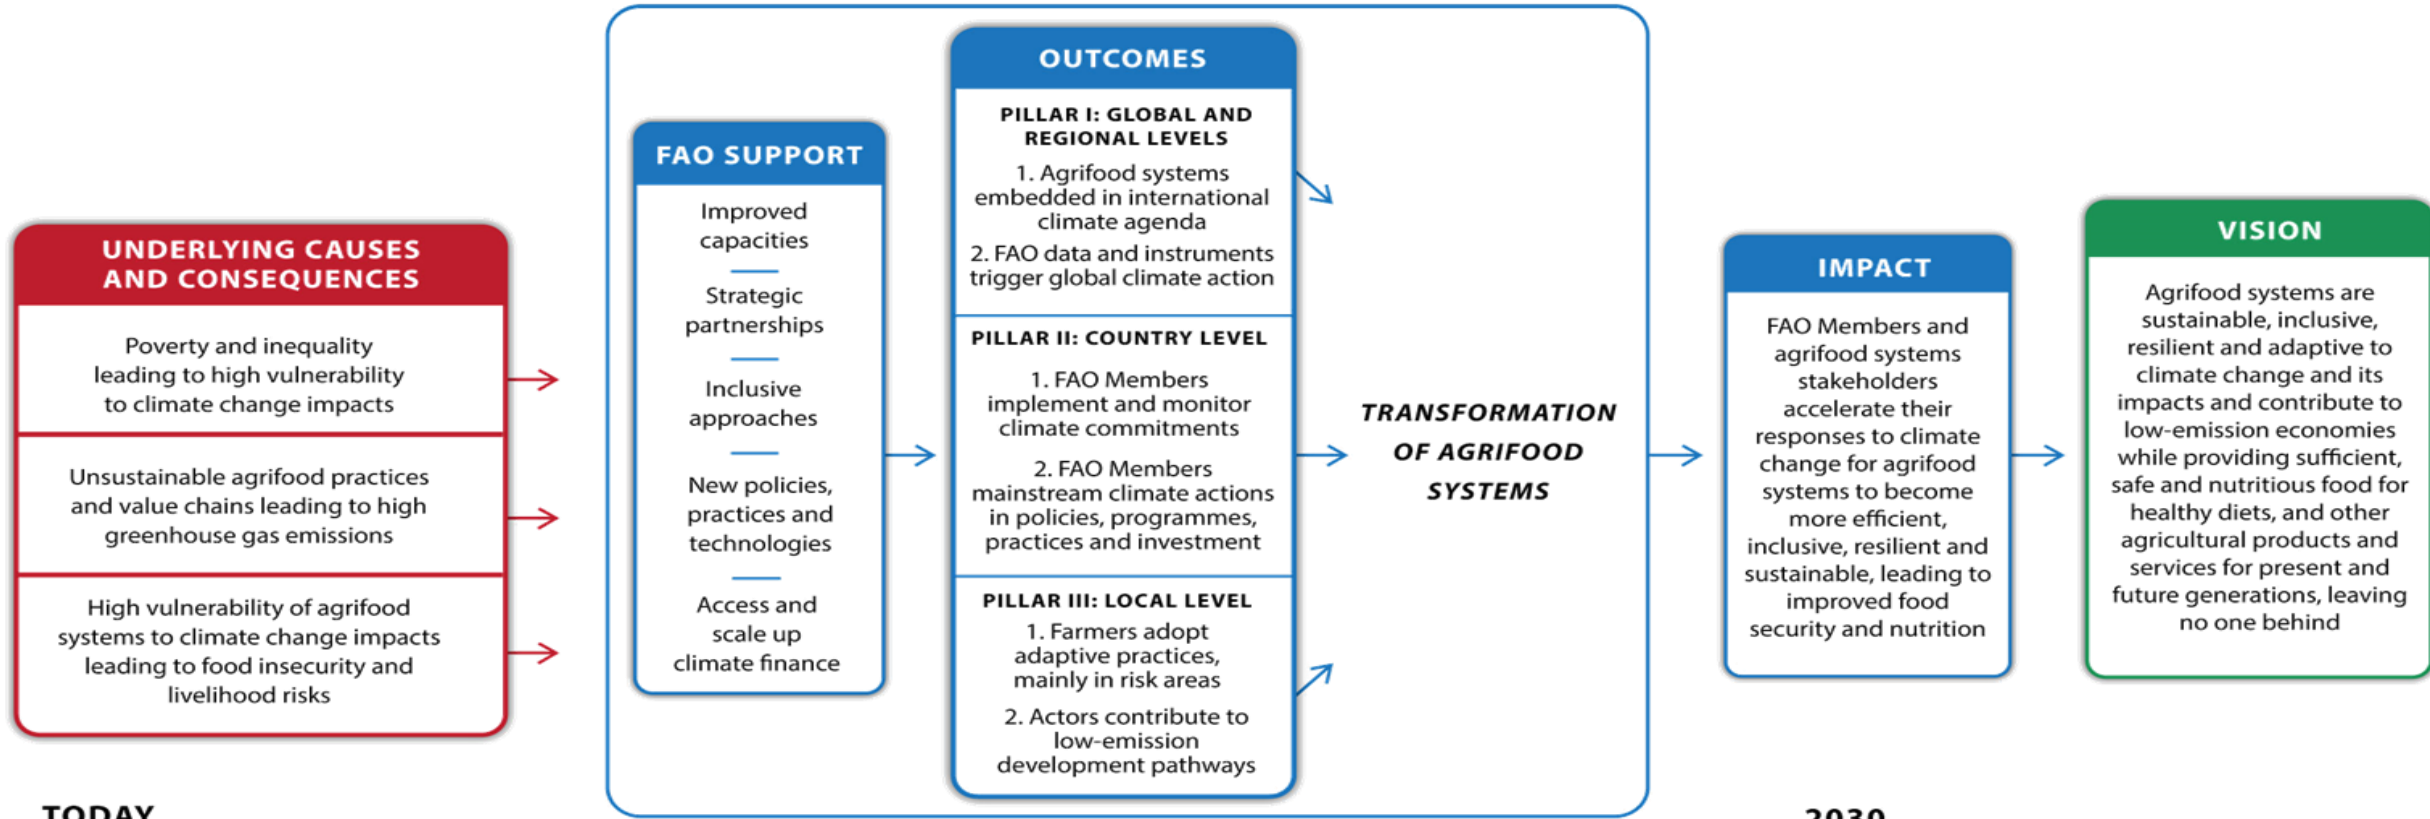 UNDERLYING CAUSES
AND CONSEQUENCES
Poverty and inequality
leading to high vulnerability
to climate change impacts
Unsustainable agrifood practices
and value chains leading to high
greenhouse gas emissions
High vulnerability of agrifood
systems to climate change impacts
leading to food insecurity and
livelihood risks
FAO SUPPORT
Improved
capacities
Strategic
partnerships
Inclusive
approaches
New policies,
practices and
technologies
Access and
scale up
climate finance
OUTCOMES
PILLAR I: GLOBAL AND
REGIONAL LEVELS
1. Agrifood systems
embedded in international
climate agenda
2. FAO data and instruments
trigger global climate action
PILLAR II: COUNTRY LEVEL
1. FAO Members
implement and monitor
climate commitments
2. FAO Members
mainstream climate actions
in policies, programmes,
practices and investment
PILLAR III: LOCAL LEVEL
1. Farmers adopt
adaptive practices,
mainly in risk areas
2. Actors contribute to
low-emission
development pathways
TRANSFORMATION
OF AGRIFOOD
SYSTEMS
IMPACT
FAO Members and
agrifood systems
stakeholders
accelerate their
responses to climate
change for agrifood
systems to become
more efficient,
inclusive, resilient and
sustainable, leading to
improved food
security and nutrition
VISION
Agrifood systems are
sustainable, inclusive,
resilient and adaptive to
climate change and its
impacts and contribute to
low-emission economies
while providing sufficient,
safe and nutritious food for
healthy diets, and other
agricultural products and
services for present and
future generations, leaving
no one behind
TODAY
2030